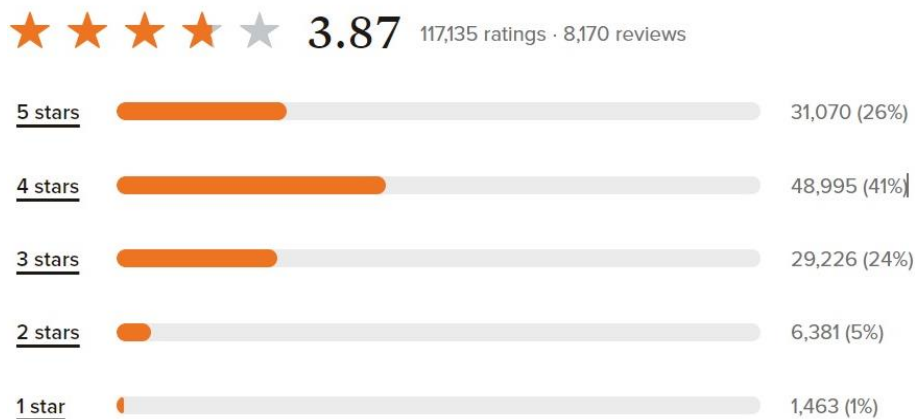 3.87 117,135 ratings · 8,170 reviews
5 stars 31,070 (26%)
4 stars 48,995 (41%)
3 stars 29,226 (24%)
2 stars 6,381 (5%)
1 star 1,463 (1%)